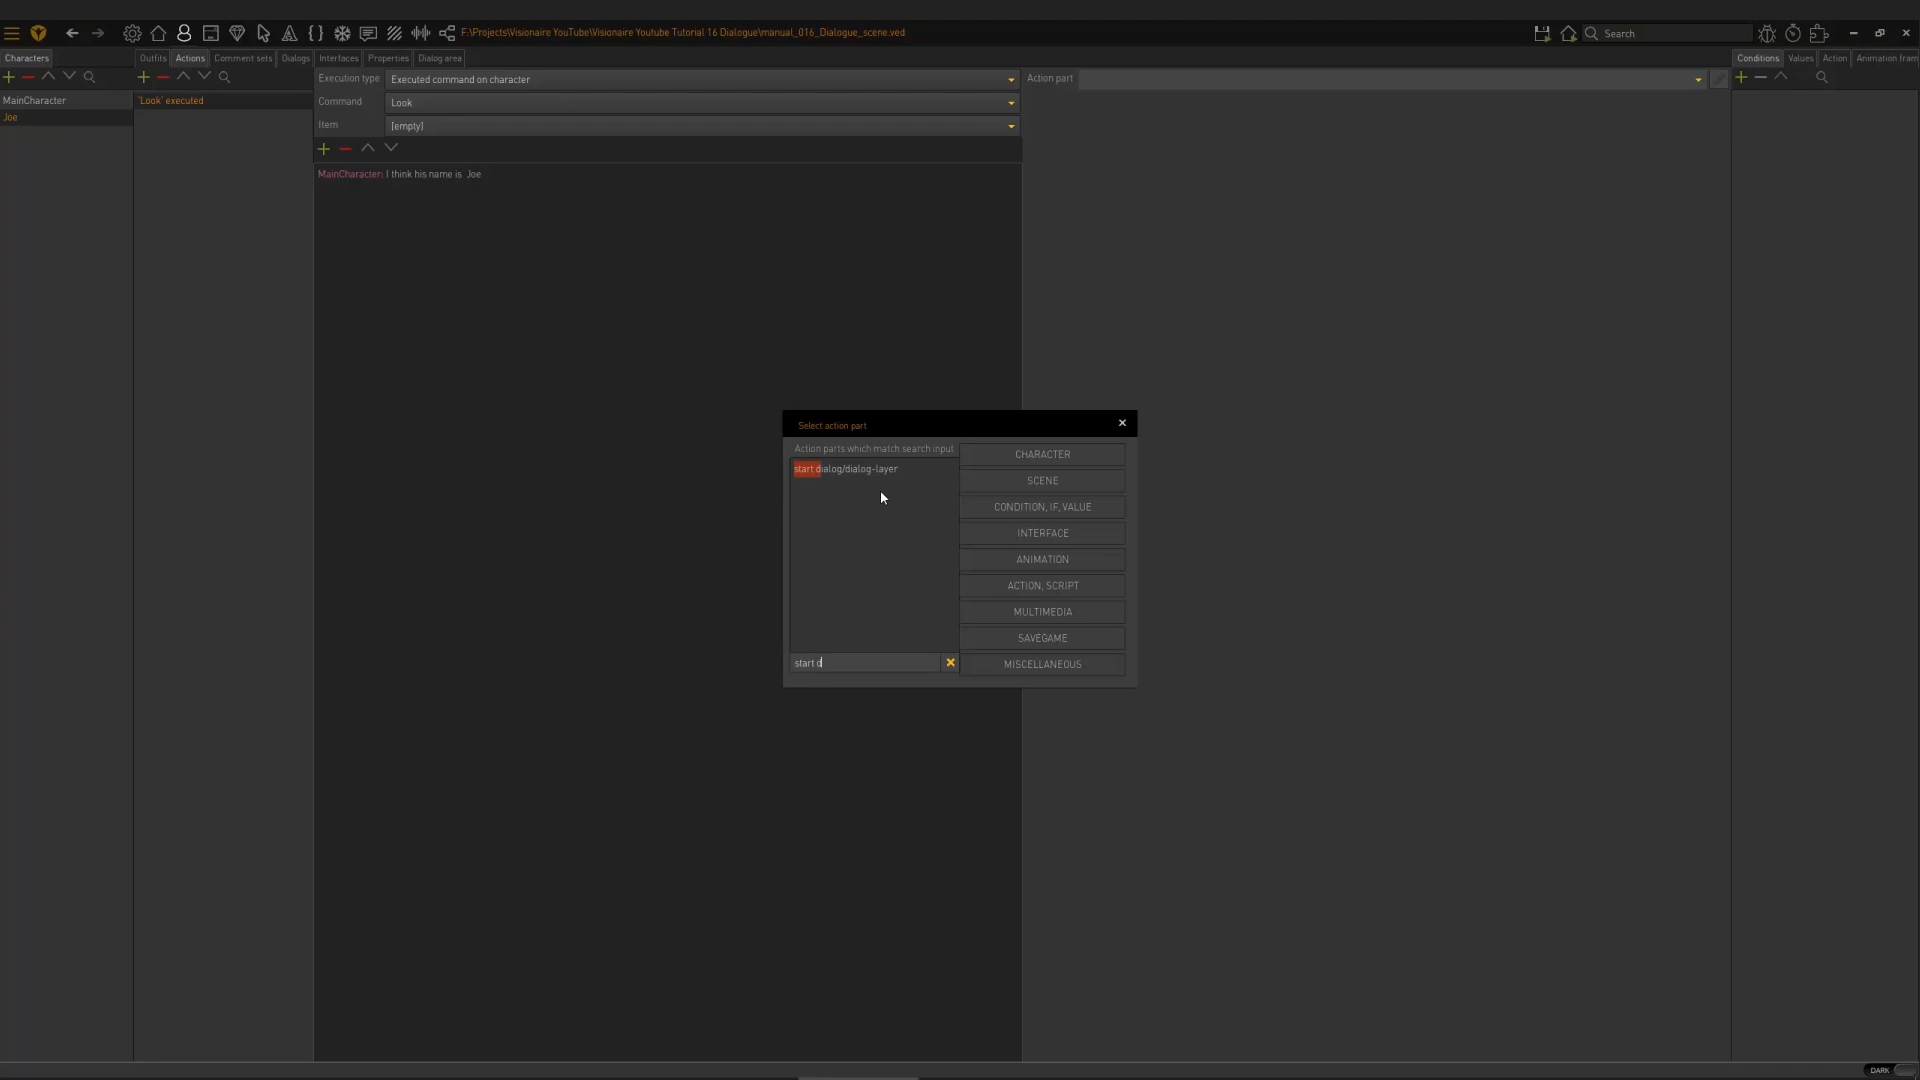 F:\Projects\Visionaire YouTube\Visionaire Youtube Tutorial 16 Dialogue\manual_016_Dialogue_scene.ved
Search
Characters
Outfits Actions Comment sets Dialogs Interfaces Properties Dialog area
Conditions Values Action Animation fram
Execution type Executed command on character
Action part
MainCharacter
'Look' executed
Command Look
Joe
Item [empty]
MainCharacter: I think his name is Joe
Select action part
Action parts which match search input
start dialog/dialog-layer
start d
CHARACTER
SCENE
CONDITION, IF, VALUE
INTERFACE
ANIMATION
ACTION, SCRIPT
MULTIMEDIA
SAVEGAME
MISCELLANEOUS
DARK